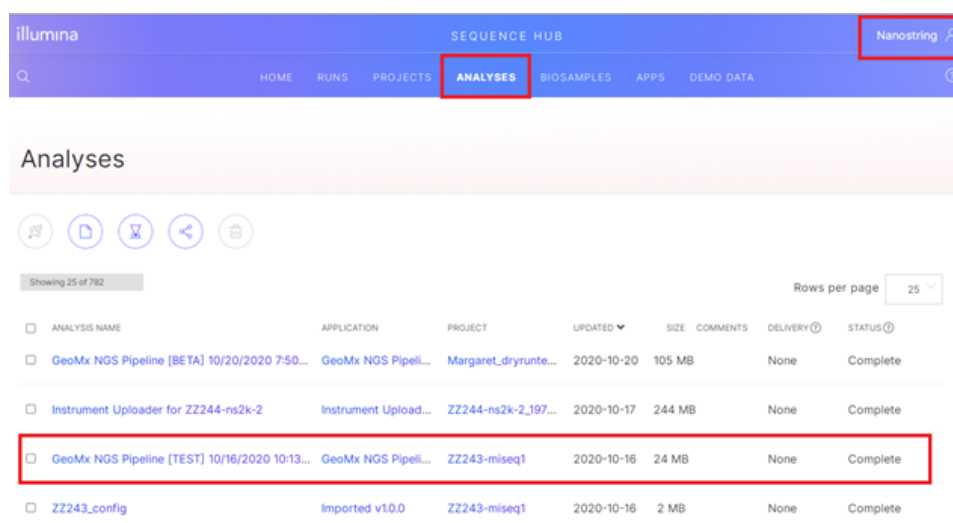 illumina SEQUENCE HUB Nanostring
HOME RUNS PROJECTS ANALYSES BIOSAMPLES APPS DEMO DATA
Analyses
Showing 25 of 782
Rows per page 25
ANALYSIS NAME APPLICATION PROJECT UPDATED SIZE COMMENTS DELIVERY STATUS
GeoMx NGS Pipeline [BETA] 10/20/2020 7:50... GeoMx NGS Pipeli... Margaret_dryrunte... 2020-10-20 105 MB None Complete
Instrument Uploader for ZZ244-ns2k-2 Instrument Upload... ZZ244-ns2k-2_197... 2020-10-17 244 MB None Complete
GeoMx NGS Pipeline [TEST] 10/16/2020 10:13... GeoMx NGS Pipeli... ZZ243-miseq1 2020-10-16 24 MB None Complete
ZZ243_config Imported v1.0.0 ZZ243-miseq1 2020-10-16 2 MB None Complete